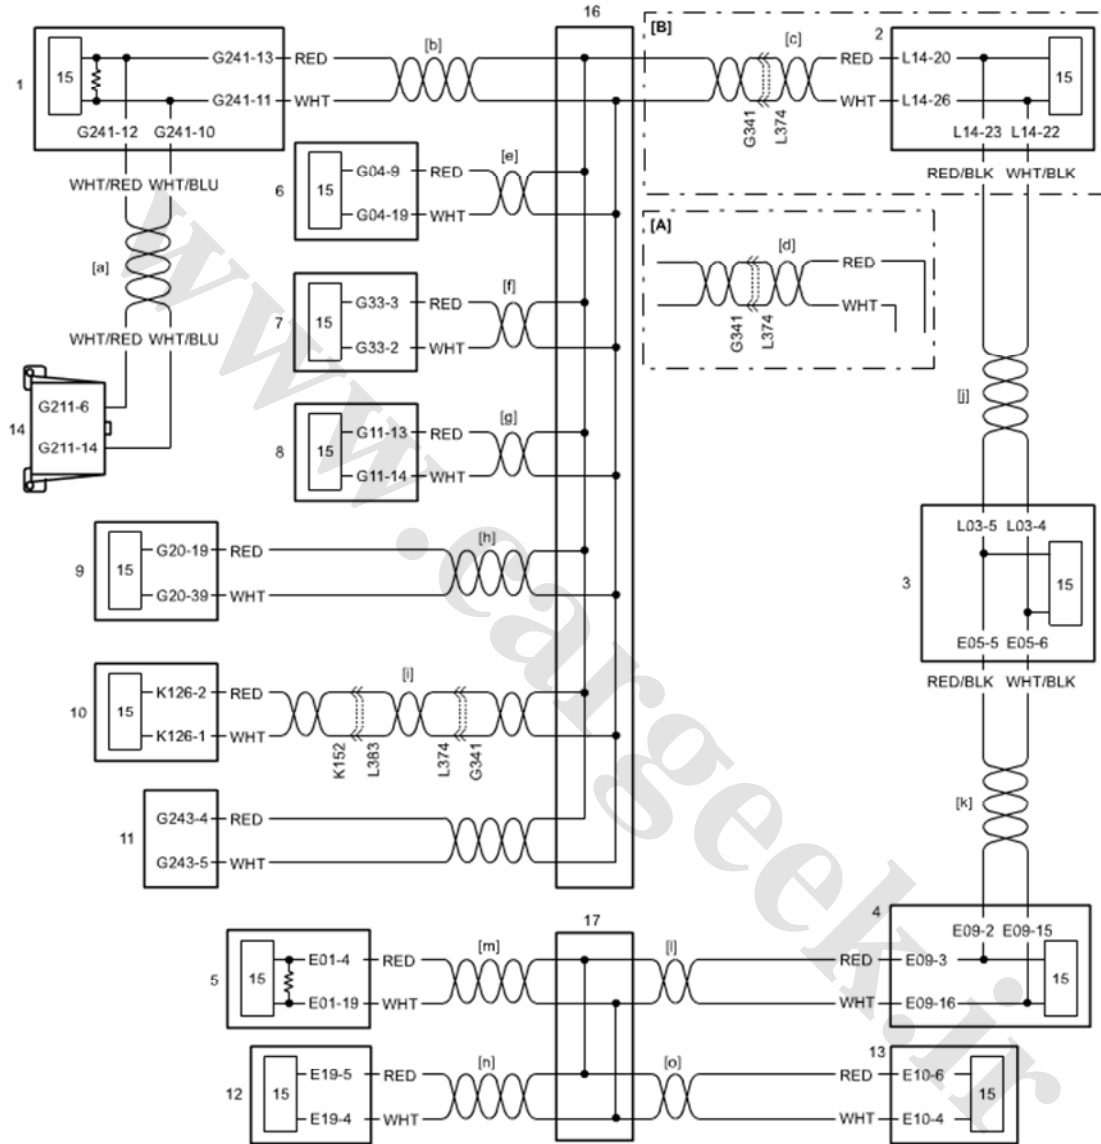 16
[B]
[b]
[c]
2
1
15
G241-13
RED
RED
L14-20
15
G241-11
WHT
WHT
L14-26
G241-12
G241-10
G341
L374
L14-23
L14-22
WHT/RED
WHT/BLU
RED/BLK
WHT/BLK
[e]
6
15
G04-9
RED
G04-19
WHT
[A]
[d]
RED
WHT
G341
L374
[a]
[f]
7
15
G33-3
RED
G33-2
WHT
WHT/RED
WHT/BLU
14
G211-6
G211-14
[g]
8
15
G11-13
RED
G11-14
WHT
[j]
[h]
9
15
G20-19
RED
G20-39
WHT
L03-5
L03-4
3
15
E05-5
E05-6
RED/BLK
WHT/BLK
[i]
10
15
K126-2
RED
K126-1
WHT
K152
L383
L374
G341
[k]
11
G243-4
RED
G243-5
WHT
17
4
E09-2
E09-15
[m]
[l]
5
15
E01-4
RED
RED
E09-3
15
E01-19
WHT
WHT
E09-16
[n]
[o]
13
12
15
E19-5
RED
RED
E10-6
15
E19-4
WHT
WHT
E10-4
www.cargeek.ir